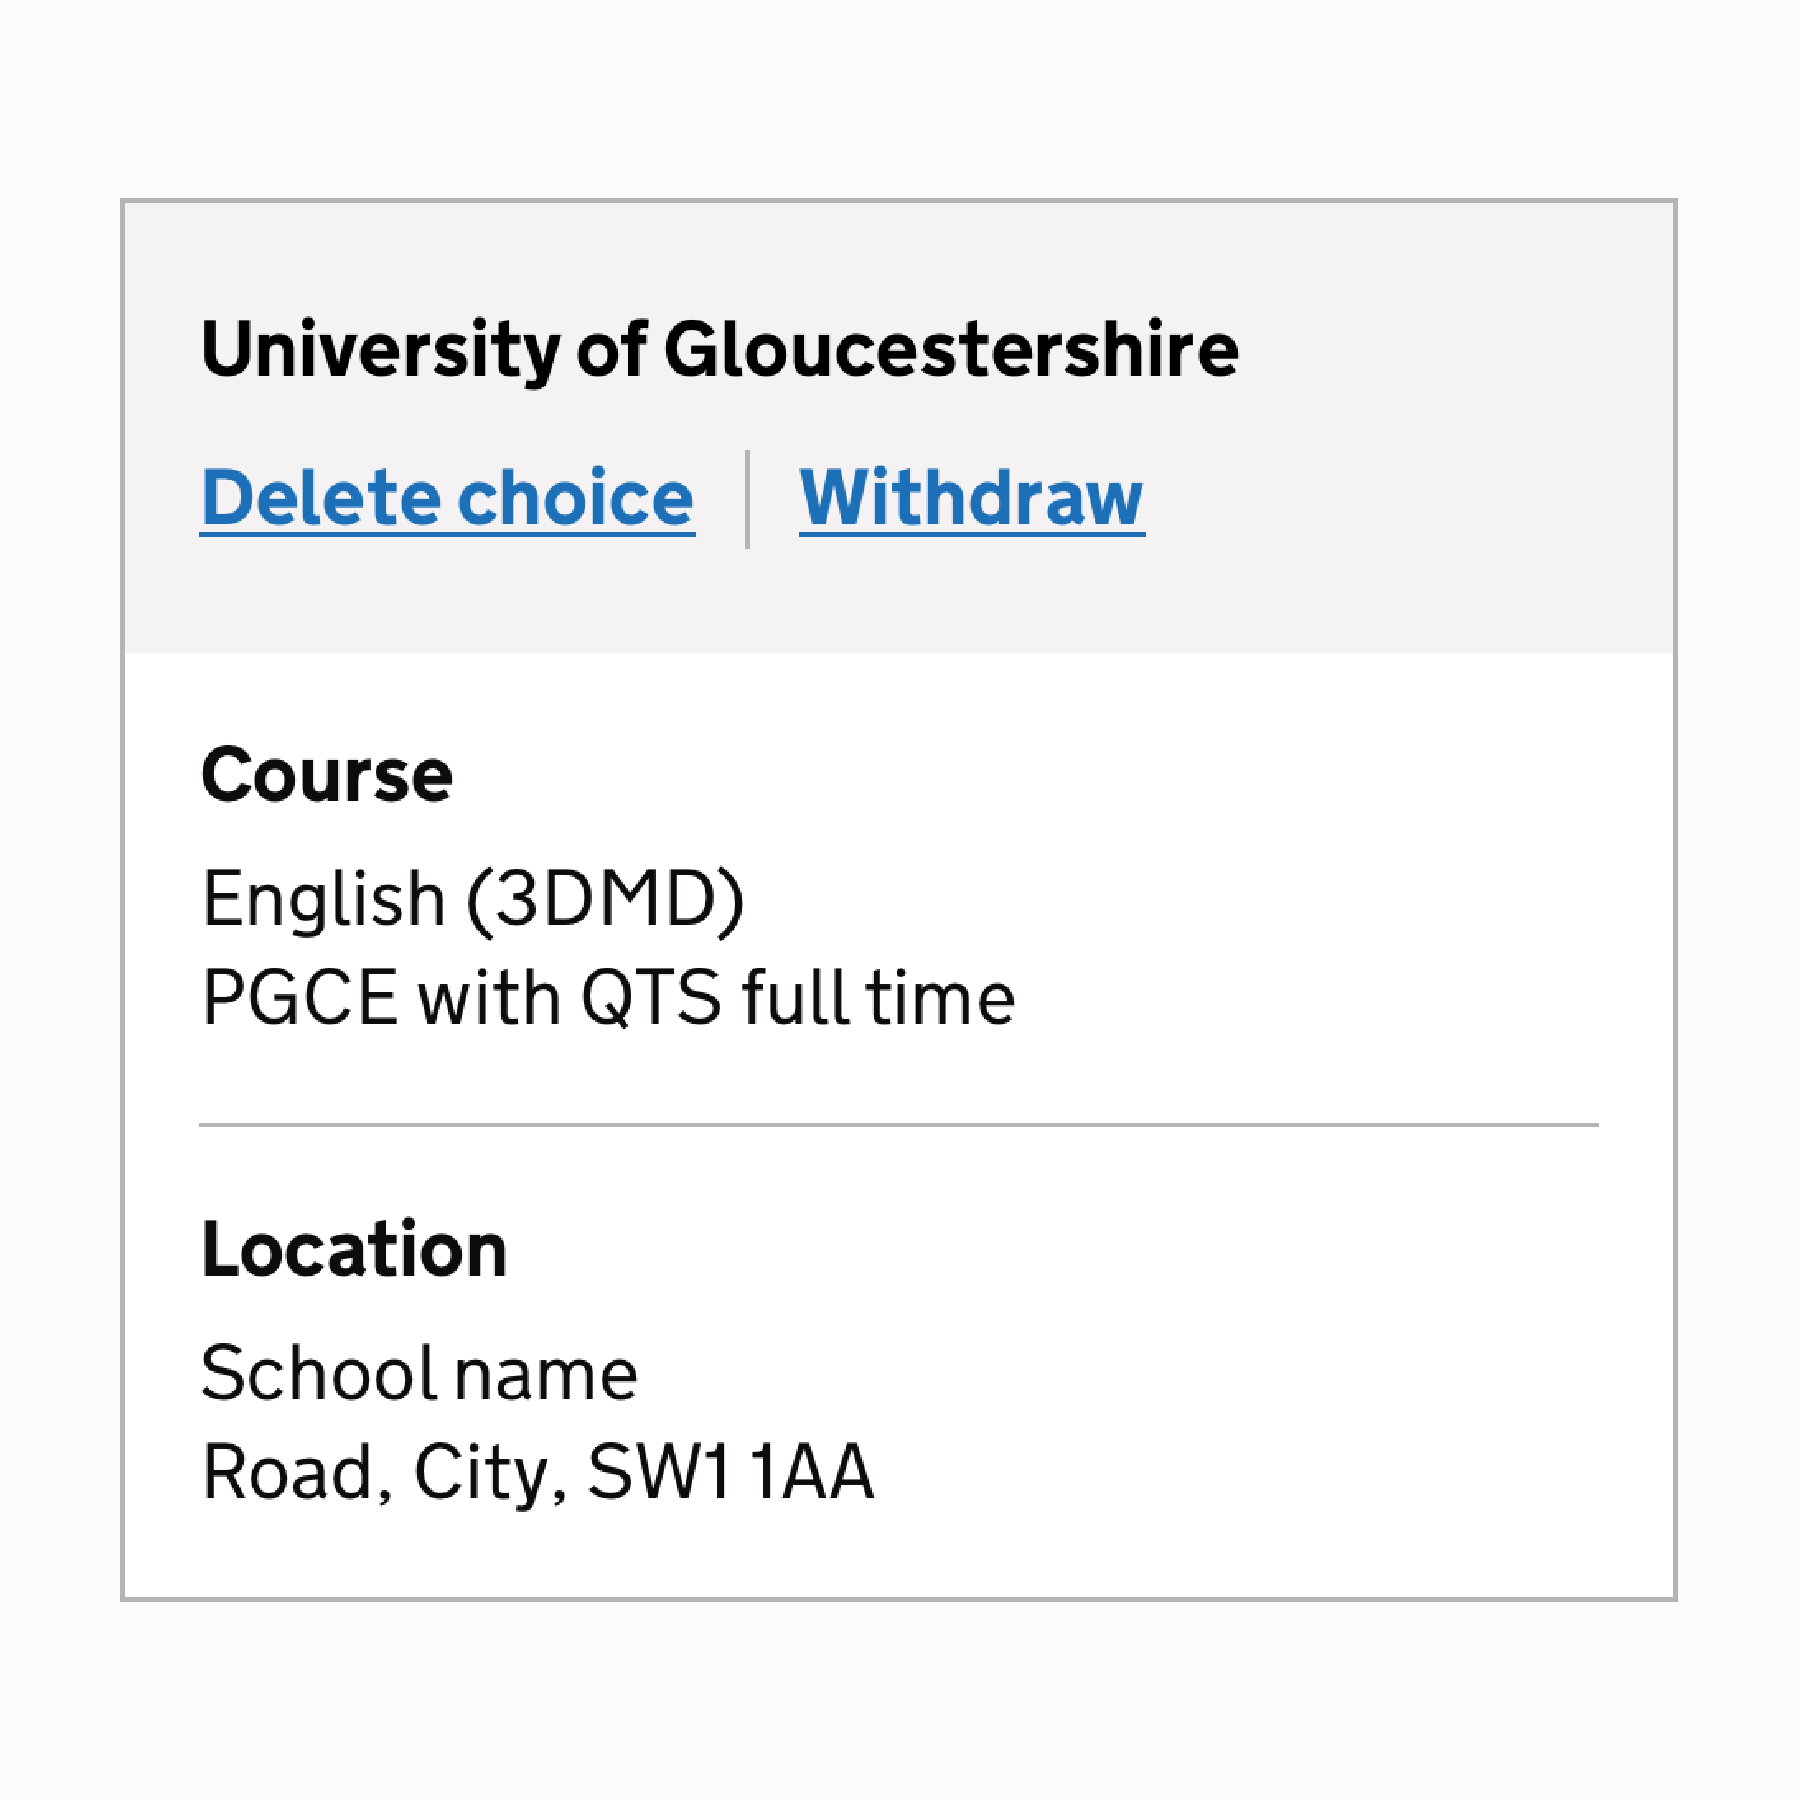 University of Gloucestershire
Delete choice | Withdraw
Course
English (3DMD)
PGCE with QTS full time
Location
School name
Road, City, SW1 1AA